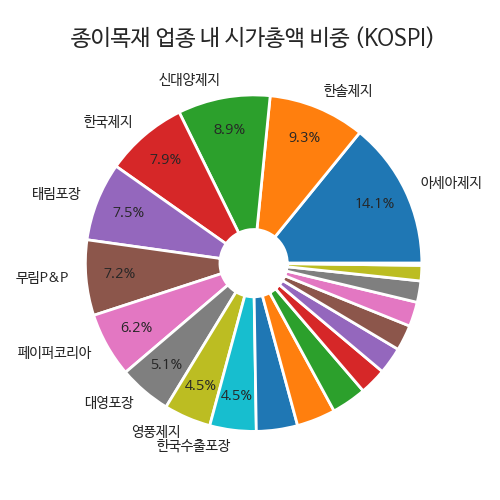 종이목재 업종 내 시가총액 비중 (KOSPI)
신대양제지
한솔제지
8.9%
9.3%
한국제지
7.9%
아세아제지
14.1%
태림포장
7.5%
무림P&P
7.2%
6.2%
페이퍼코리아
5.1%
4.5%
4.5%
대영포장
영풍제지
한국수출포장